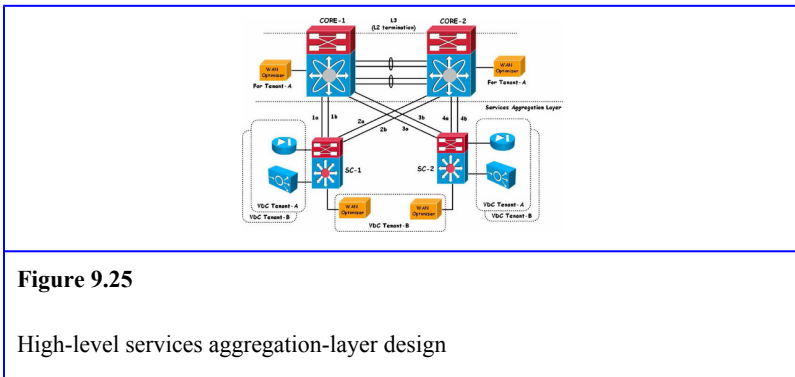 CORE-1
L3
(L2 termination)
CORE-2
WAN
Optimizer
For Tenant-A
WAN
Optimizer
For Tenant-A
Services Aggregation Layer
1a
1b
2a
2b
3a
3b
4a
4b
SC-1
SC-2
VDC Tenant-A
VDC Tenant-B
WAN
Optimizer
WAN
Optimizer
VDC Tenant-B
VDC Tenant-A
VDC Tenant-B
Figure 9.25
High-level services aggregation-layer design